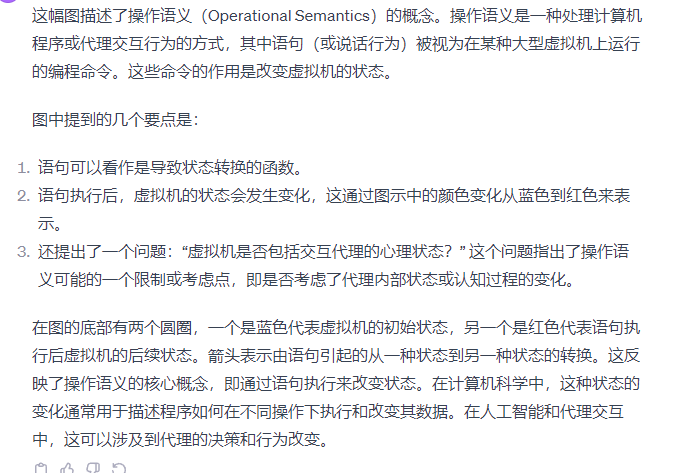 这幅图描述了操作语义（Operational Semantics）的概念。操作语义是一种处理计算机
程序或代理交互行为的方式，其中语句（或说话行为）被视为在某种大型虚拟机上运行
的编程命令。这些命令的作用是改变虚拟机的状态。
图中提到的几个要点是：
1. 语句可以看作是导致状态转换的函数。
2. 语句执行后，虚拟机的状态会发生变化，这通过图示中的颜色变化从蓝色到红色来表
示。
3. 还提出了一个问题：“虚拟机是否包括交互代理的心理状态？” 这个问题指出了操作语
义可能的一个限制或考虑点，即是否考虑了代理内部状态或认知过程的变化。
在图的底部有两个圆圈，一个是蓝色代表虚拟机的初始状态，另一个是红色代表语句执
行后虚拟机的后续状态。箭头表示由语句引起的从一种状态到另一种状态的转换。这反
映了操作语义的核心概念，即通过语句执行来改变状态。在计算机科学中，这种状态的
变化通常用于描述程序如何在不同操作下执行和改变其数据。在人工智能和代理交互
中，这可以涉及到代理的决策和行为改变。